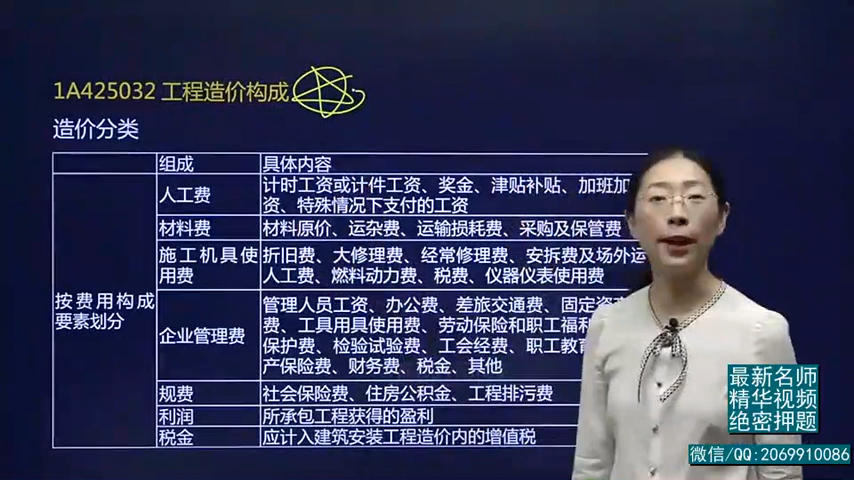 1A425032 工程造价构成
造价分类
组成
具体内容
按费用构成
要素划分
人工费
计时工资或计件工资、奖金、津贴补贴、加班加
资、特殊情况下支付的工资
材料费
材料原价、运杂费、运输损耗费、采购及保管费
施工机具使
用费
折旧费、大修理费、经常修理费、安拆费及场外运
人工费、燃料动力费、税费、仪器仪表使用费
企业管理费
管理人员工资、办公费、差旅交通费、固定资
费、工具用具使用费、劳动保险和职工福利
保护费、检验试验费、工会经费、职工教育
产保险费、财务费、税金、其他
规费
社会保险费、住房公积金、工程排污费
利润
所承包工程获得的盈利
税金
应计入建筑安装工程造价内的增值税
最新名师
精华视频
绝密押题
微信/QQ:2069910086